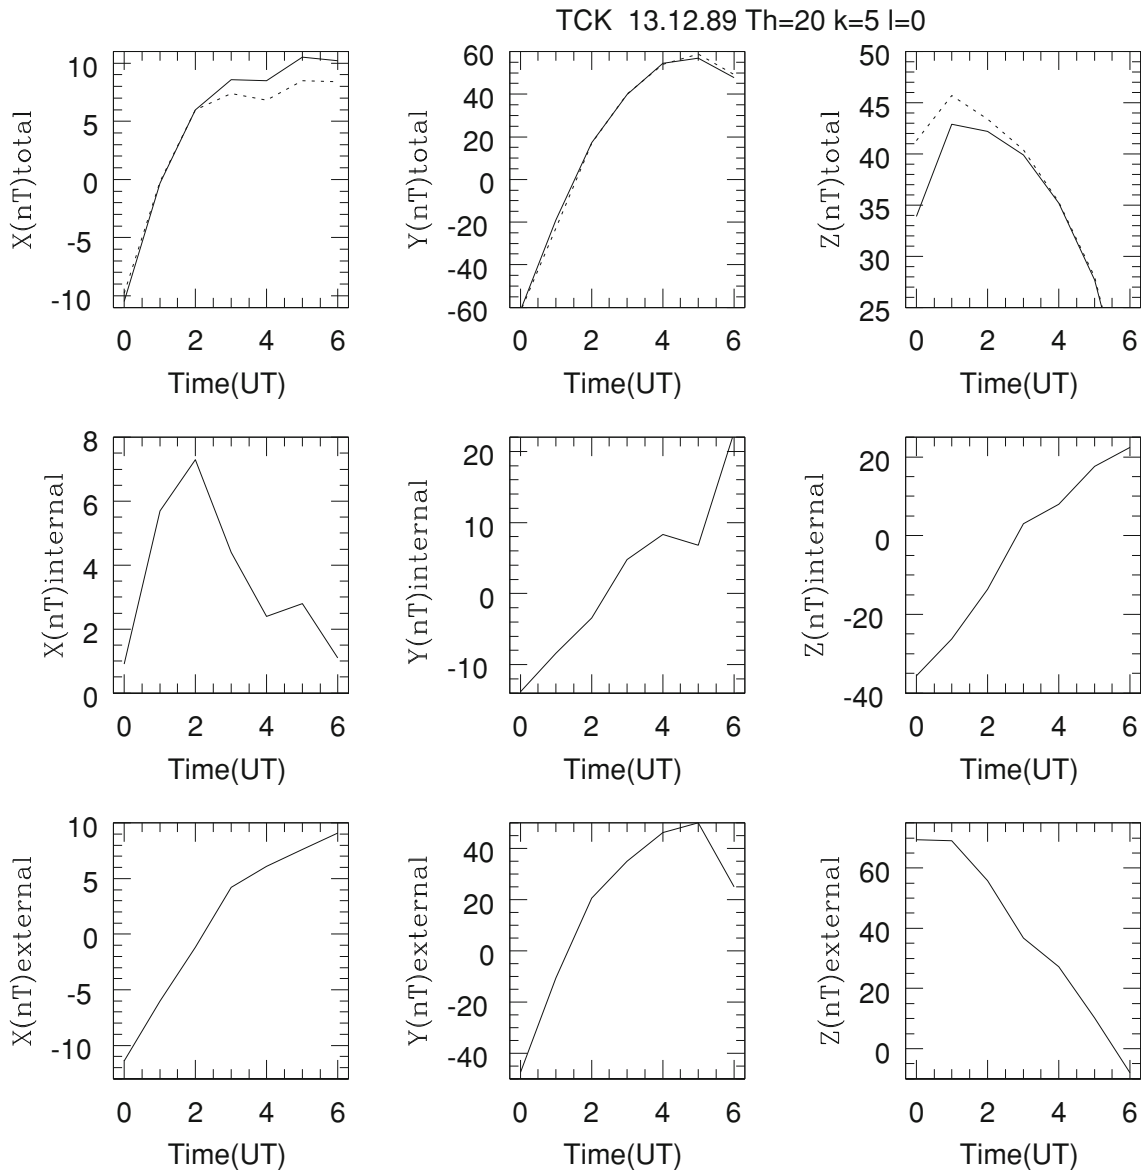 TCK 13.12.89 Th=20 k=5 l=0
X(nT)total
10
5
0
-5
-10
0 2 4 6
Time(UT)
Y(nT)total
60
40
20
0
-20
-40
-60
0 2 4 6
Time(UT)
Z(nT)total
50
45
40
35
30
25
0 2 4 6
Time(UT)
X(nT)internal
8
6
4
2
0
0 2 4 6
Time(UT)
Y(nT)internal
20
10
0
-10
0 2 4 6
Time(UT)
Z(nT)internal
20
0
-20
-40
0 2 4 6
Time(UT)
X(nT)external
10
5
0
-5
-10
0 2 4 6
Time(UT)
Y(nT)external
40
20
0
-20
-40
0 2 4 6
Time(UT)
Z(nT)external
60
40
20
0
0 2 4 6
Time(UT)